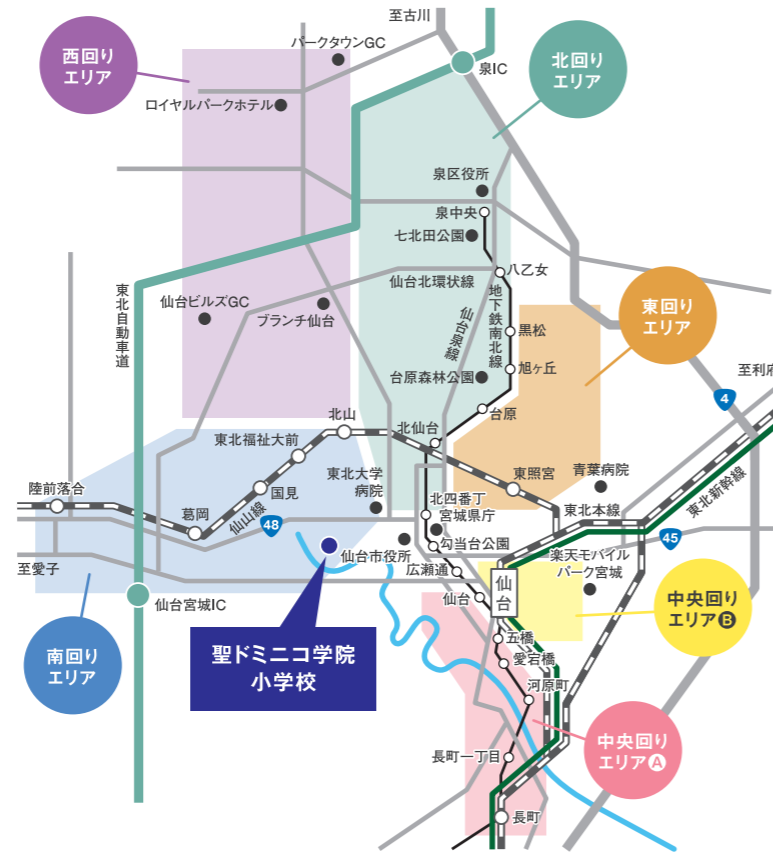 至古川
パークタウンGC
西回り
エリア
泉IC
北回り
エリア
ロイヤルパークホテル
泉区役所
泉中央
七北田公園
八乙女
仙台北環状線
東北自動車道
仙台ビルズGC
ブランチ仙台
地下鉄南北線
仙台泉線
黒松
東回り
エリア
旭ヶ丘
台原森林公園
至利府
4
台原
北山
北仙台
東北福祉大前
東照宮
青葉病院
東北大学
病院
陸前落合
国見
葛岡
仙山線
48
北四番丁
宮城県庁
東北本線
東北新幹線
45
勾当台公園
仙台市役所
至愛子
広瀬通
仙台
仙台
楽天モバイル
パーク宮城
仙台宮城IC
中央回り
エリアB
五橋
愛宕橋
南回り
エリア
聖ドミニコ学院
小学校
河原町
中央回り
エリアA
長町一丁目
長町